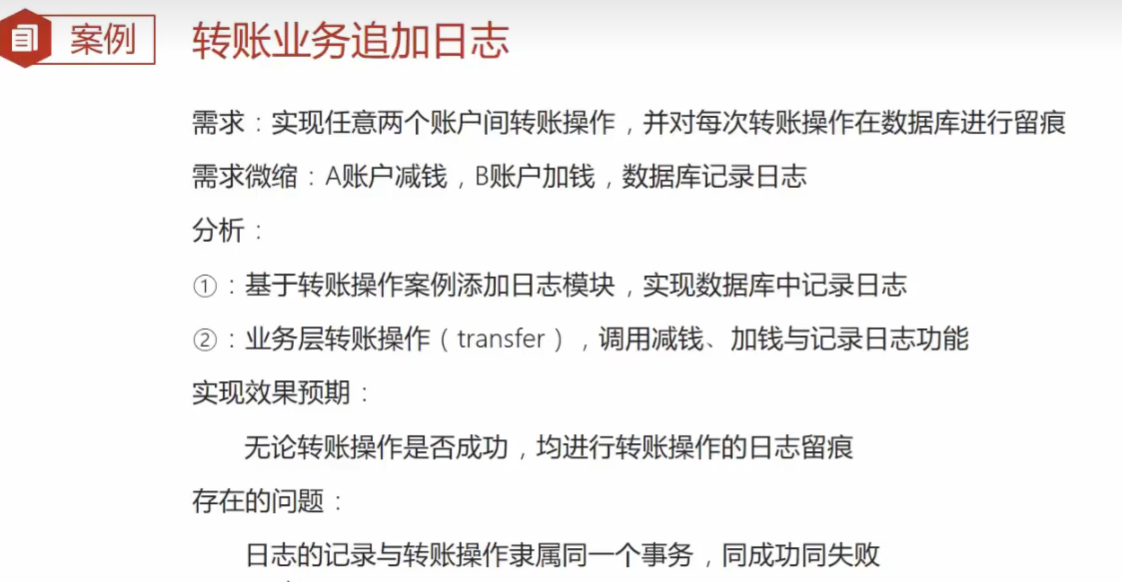 案例
转账业务追加日志
需求：实现任意两个账户间转账操作，并对每次转账操作在数据库进行留痕
需求微缩：A账户减钱，B账户加钱，数据库记录日志
分析：
①：基于转账操作案例添加日志模块，实现数据库中记录日志
②：业务层转账操作（transfer），调用减钱、加钱与记录日志功能
实现效果预期：
无论转账操作是否成功，均进行转账操作的日志留痕
存在的问题：
日志的记录与转账操作隶属同一个事务，同成功同失败